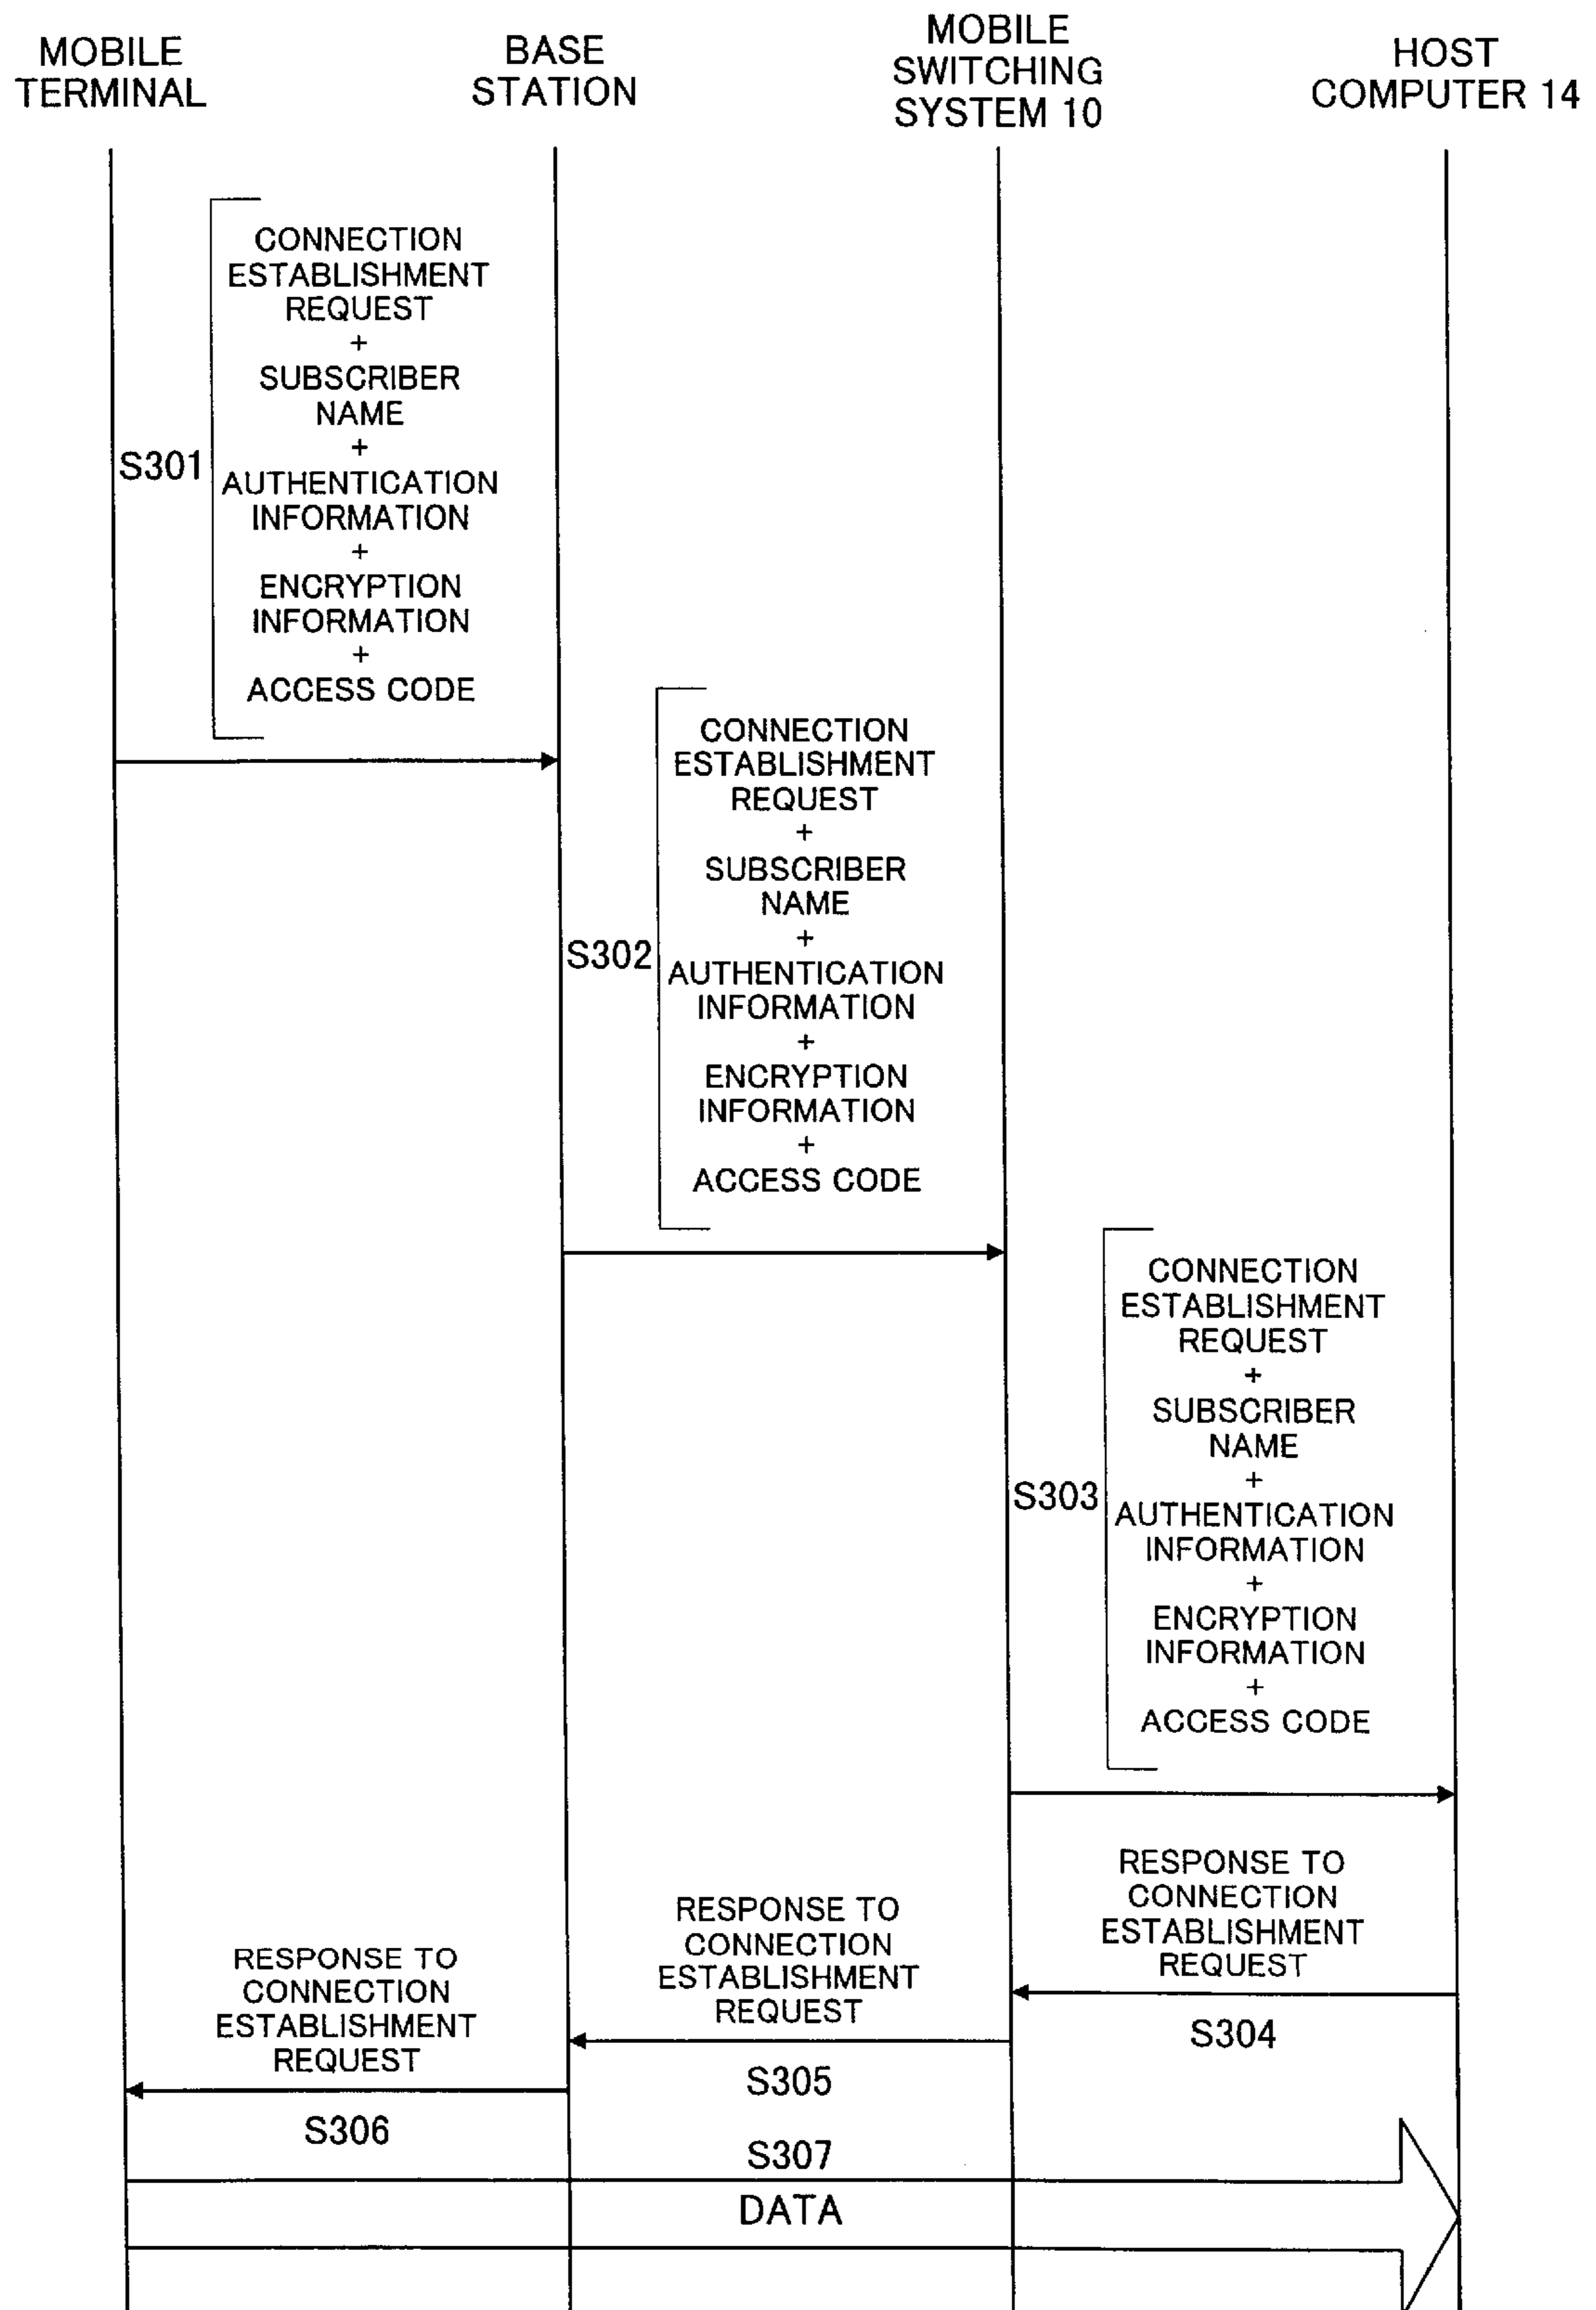 MOBILE
TERMINAL
BASE
STATION
MOBILE
SWITCHING
SYSTEM 10
HOST
COMPUTER 14
S301
CONNECTION
ESTABLISHMENT
REQUEST
+
SUBSCRIBER
NAME
+
AUTHENTICATION
INFORMATION
+
ENCRYPTION
INFORMATION
+
ACCESS CODE
S302
CONNECTION
ESTABLISHMENT
REQUEST
+
SUBSCRIBER
NAME
+
AUTHENTICATION
INFORMATION
+
ENCRYPTION
INFORMATION
+
ACCESS CODE
S303
CONNECTION
ESTABLISHMENT
REQUEST
+
SUBSCRIBER
NAME
+
AUTHENTICATION
INFORMATION
+
ENCRYPTION
INFORMATION
+
ACCESS CODE
RESPONSE TO
CONNECTION
ESTABLISHMENT
REQUEST
S304
RESPONSE TO
CONNECTION
ESTABLISHMENT
REQUEST
S305
RESPONSE TO
CONNECTION
ESTABLISHMENT
REQUEST
S306
S307
DATA